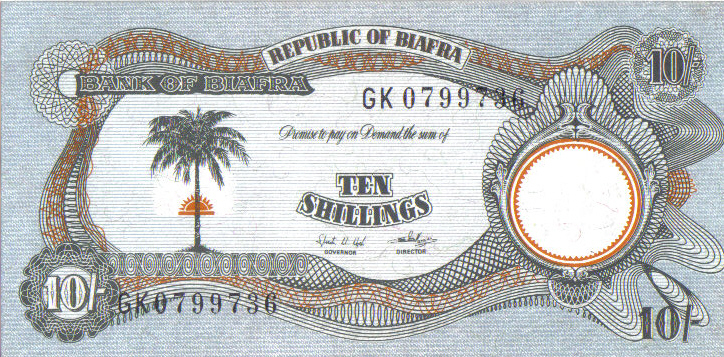 REPUBLIC OF BIAFRA
10/-
BANK OF BIAFRA
GK 0799736
Promise to pay on Demand the sum of
TEN
SHILLINGS
GOVERNOR
DIRECTOR
10/-
GK0799736
10/-